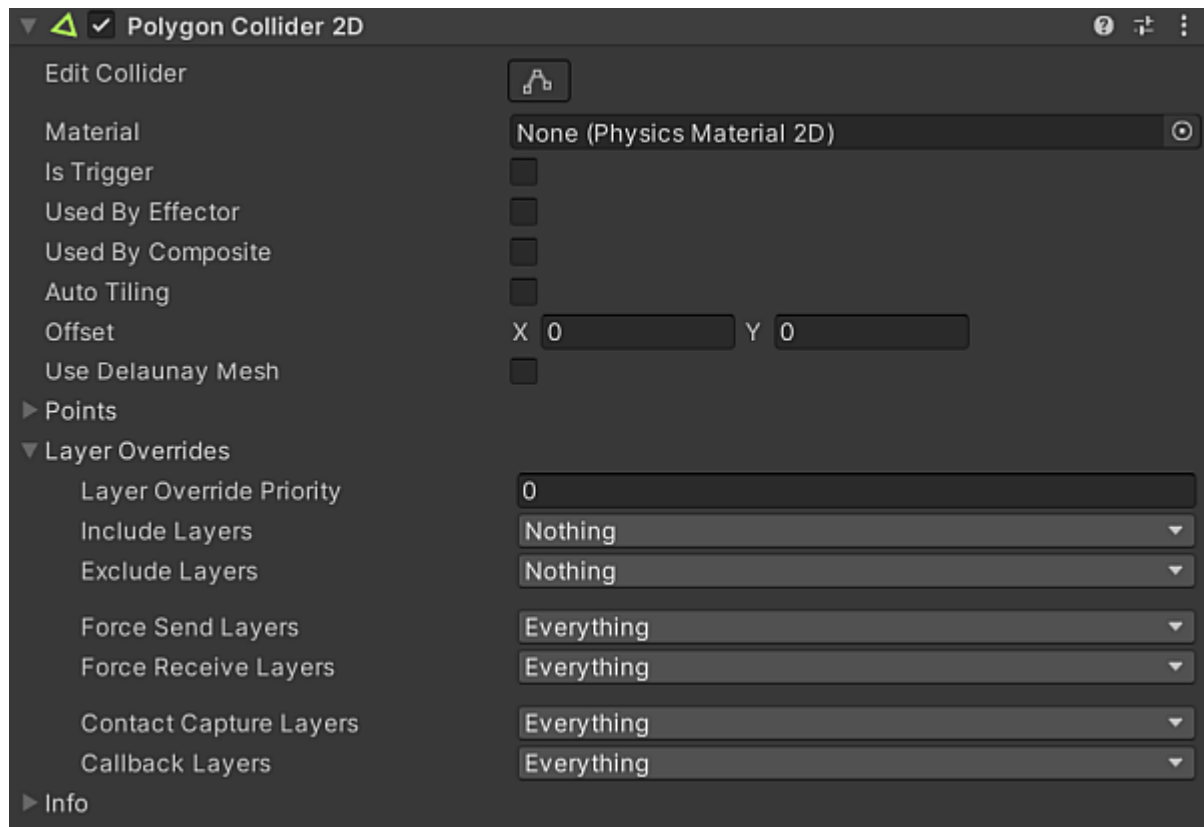 Polygon Collider 2D
Edit Collider
Material None (Physics Material 2D)
Is Trigger
Used By Effector
Used By Composite
Auto Tiling
Offset X 0 Y 0
Use Delaunay Mesh
Points
Layer Overrides
Layer Override Priority 0
Include Layers Nothing
Exclude Layers Nothing
Force Send Layers Everything
Force Receive Layers Everything
Contact Capture Layers Everything
Callback Layers Everything
Info